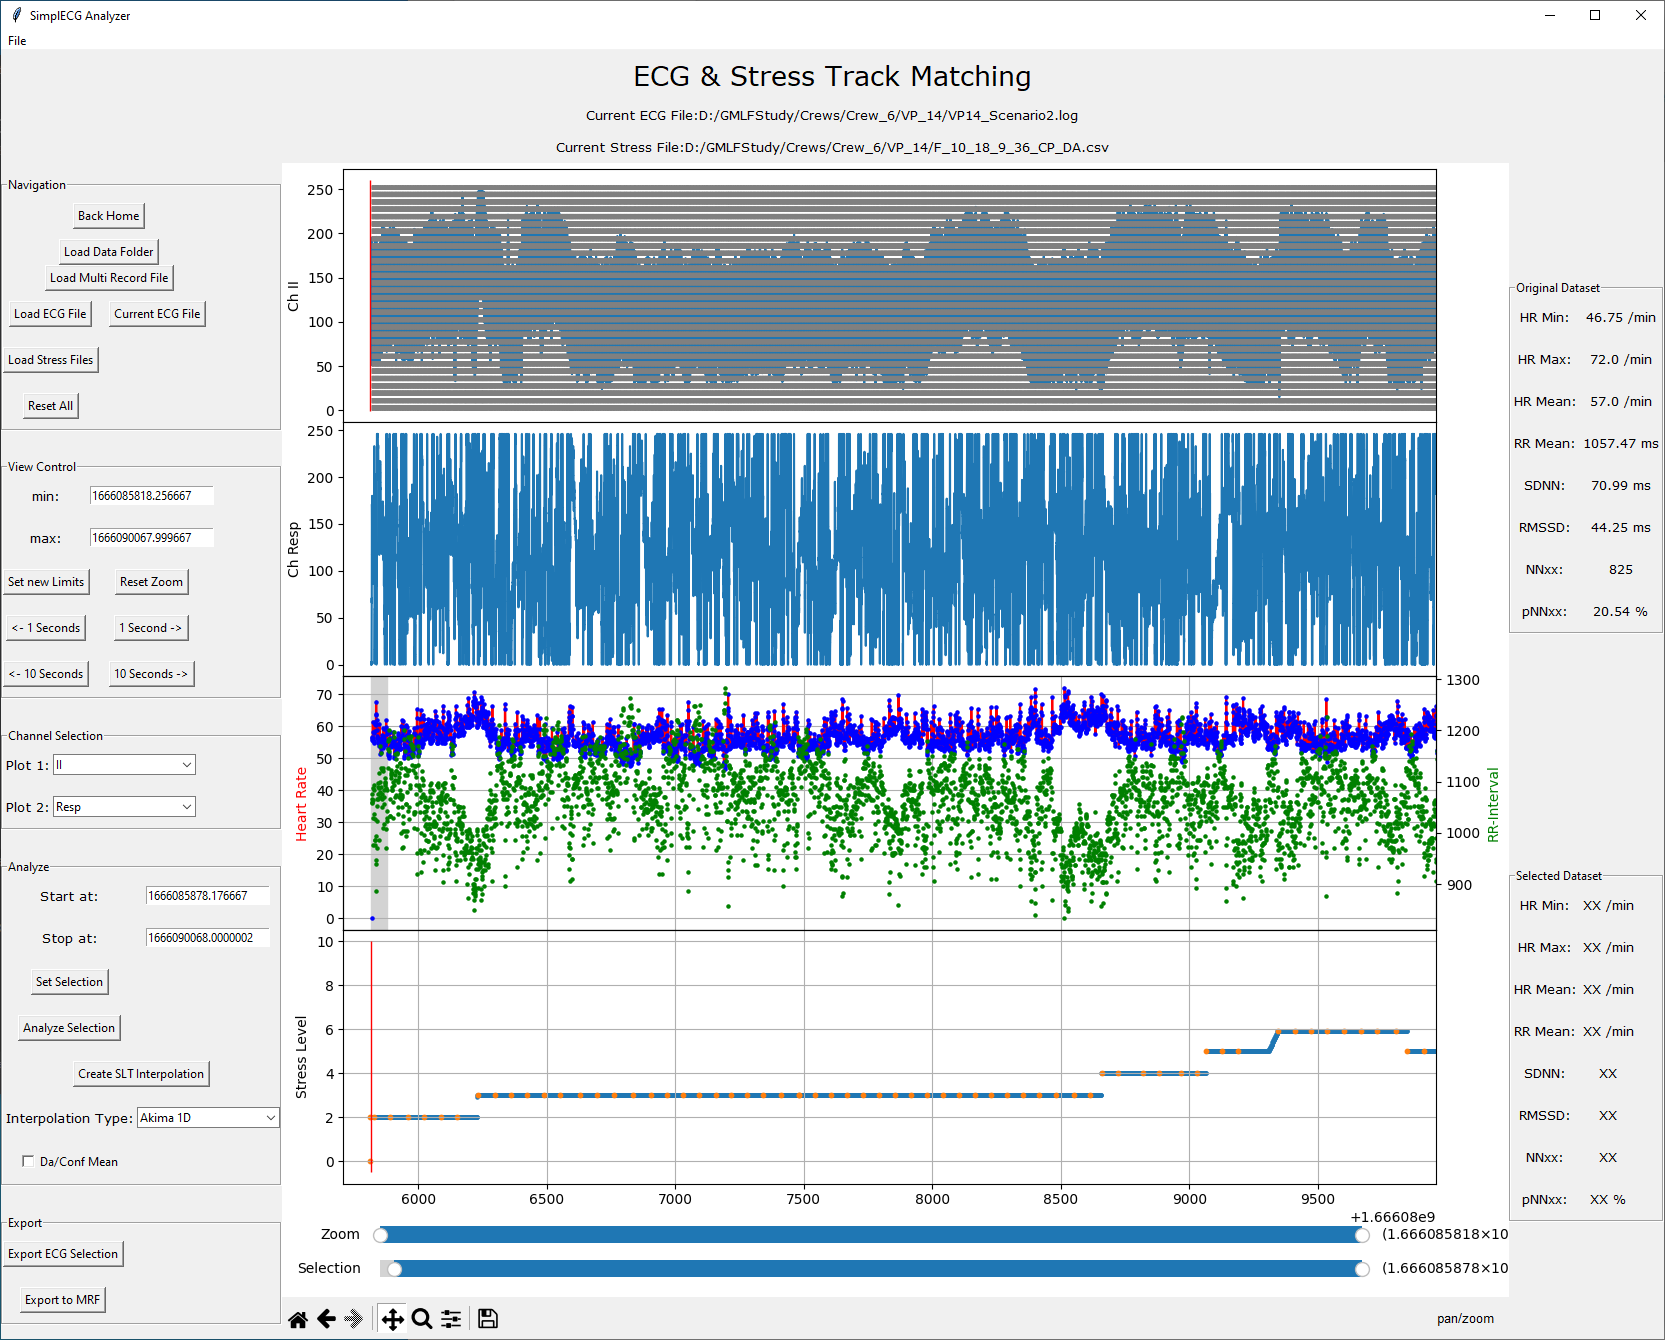 SimplECG Analyzer
File
ECG & Stress Track Matching
Current ECG File:D:/GMLFStudy/Crews/Crew_6/VP_14/VP14_Scenario2.log
Current Stress File:D:/GMLFStudy/Crews/Crew_6/VP_14/F_10_18_9_36_CP_DA.csv
Navigation
Back Home
Load Data Folder
Load Multi Record File
Load ECG File Current ECG File
Load Stress Files
Reset All
View Control
min: 1666085818.256667
max: 1666090067.999667
Set new Limits Reset Zoom
<- 1 Seconds 1 Second ->
<- 10 Seconds 10 Seconds ->
Channel Selection
Plot 1: II
Plot 2: Resp
Analyze
Start at: 1666085878.176667
Stop at: 1666090068.0000002
Set Selection
Analyze Selection
Create SLT Interpolation
Interpolation Type: Akima 1D
Da/Conf Mean
Export
Export ECG Selection
Export to MRF
Ch II
250
200
150
100
50
0
Ch Resp
250
200
150
100
50
0
Heart Rate
70
60
50
40
30
20
10
0
1300
1200
1100
1000
900
RR-Interval
Stress Level
10
8
6
4
2
0
6000 6500 7000 7500 8000 8500 9000 9500
+1.66608e9
Zoom (1.666085818×10
Selection (1.666085878×10
pan/zoom
Original Dataset
HR Min: 46.75 /min
HR Max: 72.0 /min
HR Mean: 57.0 /min
RR Mean: 1057.47 ms
SDNN: 70.99 ms
RMSSD: 44.25 ms
NNxx: 825
pNNxx: 20.54 %
Selected Dataset
HR Min: XX /min
HR Max: XX /min
HR Mean: XX /min
RR Mean: XX /min
SDNN: XX
RMSSD: XX
NNxx: XX
pNNxx: XX %